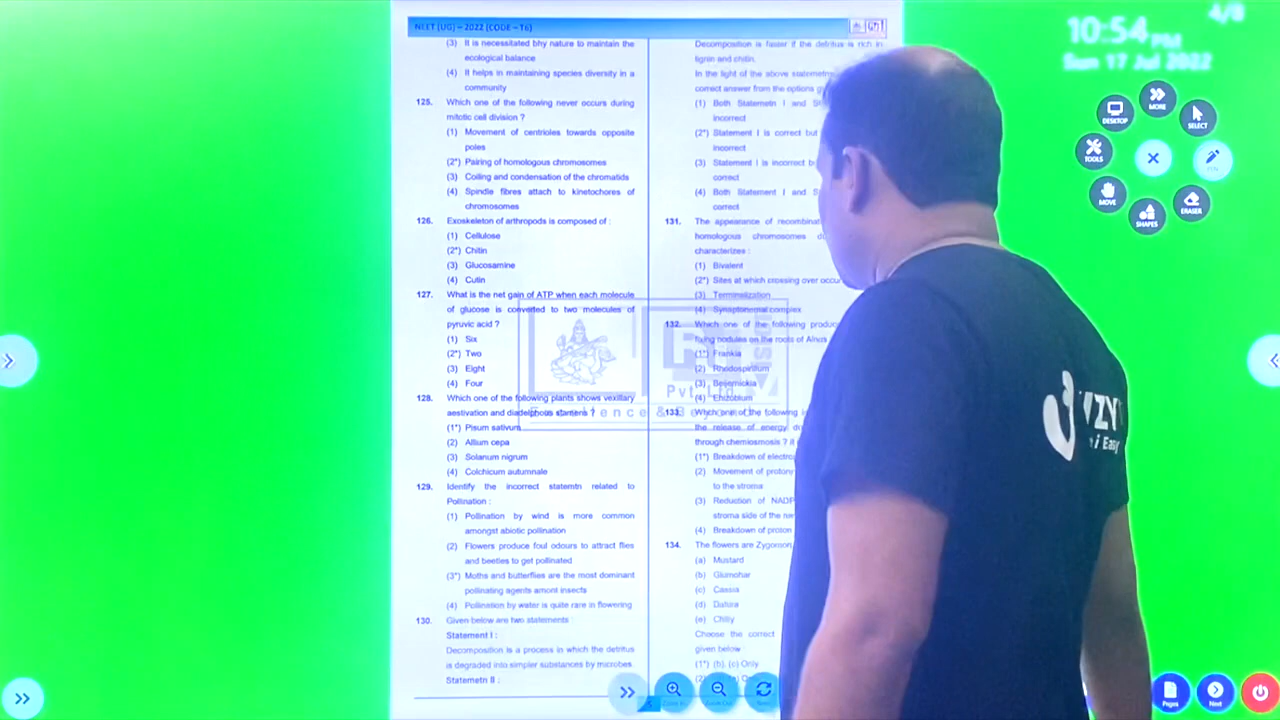 NEET (UG) – 2022 (CODE – T6)
(3) It is necessitated bhy nature to maintain the
ecological balance
(4) It helps in maintaining species diversity in a
community
125. Which one of the following never occurs during
mitotic cell division ?
(1) Movement of centrioles towards opposite
poles
(2*) Pairing of homologous chromosomes
(3) Coiling and condensation of the chromatids
(4) Spindle fibres attach to kinetochores of
chromosomes
126. Exoskeleton of arthropods is composed of :
(1) Cellulose
(2*) Chitin
(3) Glucosamine
(4) Cutin
127. What is the net gain of ATP when each molecule
of glucose is converted to two molecules of
pyruvic acid ?
(1) Six
(2*) Two
(3) Eight
(4) Four
128. Which one of the following plants shows vexillary
aestivation and diadelphous stamens ?
(1*) Pisum sativum
(2) Allium cepa
(3) Solanum nigrum
(4) Colchicum autumnale
129. Identify the incorrect statemtn related to
Pollination :
(1) Pollination by wind is more common
amongst abiotic pollination
(2) Flowers produce foul odours to attract flies
and beetles to get pollinated
(3*) Moths and butterflies are the most dominant
pollinating agents amont insects
(4) Pollination by water is quite rare in flowering
130. Given below are two statements :
Statement I :
Decomposition is a process in which the detritus
is degraded into simpler substances by microbes.
Statemetn II :
Decomposition is faster if the detritus is rich in
lignin and chitin.
In the light of the above
correct answer from the options
(1) Both Statemetn I and
incorrect
(2*) Statement I is correct but
incorrect
(3) Statement I is incorrect
correct
(4) Both Statement I and
correct
131. The appearance of
homologous chromosomes
characterizes :
(1) Bivalent
(2*) Sites at which crossing over
(3) Terminalization
(4) Synaptonemal complex
132. Which one of the following
fixing nodules on the roots of Alnus
(1*) Frankia
(2) Rhodospirillum
(3) Beijernickia
(4) Rhizobium
133. Which one of the following
the release of energy
through chemiosmosis ?
(1*) Breakdown of
(2) Movement of
to the stroma
(3) Reduction of
stroma side of the
(4) Breakdown of proton
134. The flowers are
(a) Mustard
(b) Gulmohar
(c) Cassia
(d) Datura
(e) Chilly
Choose the correct
given below
(1*) (b), (c) Only
Pvt. Ltd
10:54 PM
Sun 17
4/8
DESKTOP
MORE
SELECT
TOOLS
MOVE
SHAPES
ERASER
Zoom Out
Pages
Next